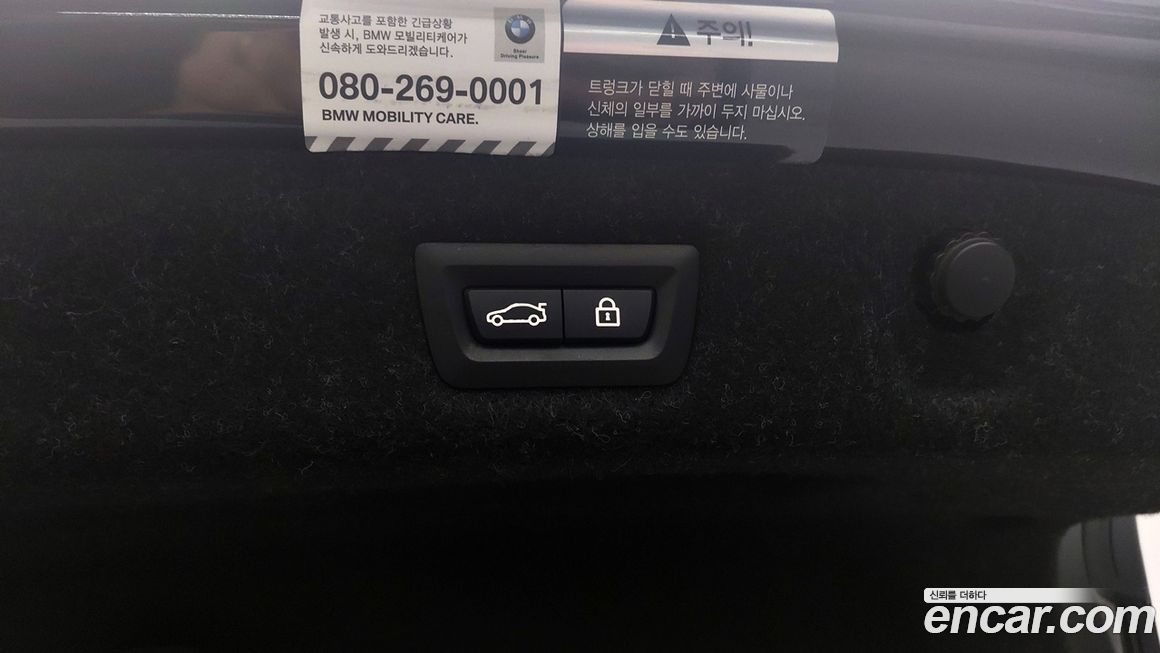 교통사고를 포함한 긴급상황
발생 시, BMW 모빌리티케어가
신속하게 도와드리겠습니다.
BMW
Sheer
Driving Pleasure
080-269-0001
BMW MOBILITY CARE.
주의!
트렁크가 닫힐 때 주변에 사물이나
신체의 일부를 가까이 두지 마십시오.
상해를 입을 수도 있습니다.
신뢰를 더하다
encar.com